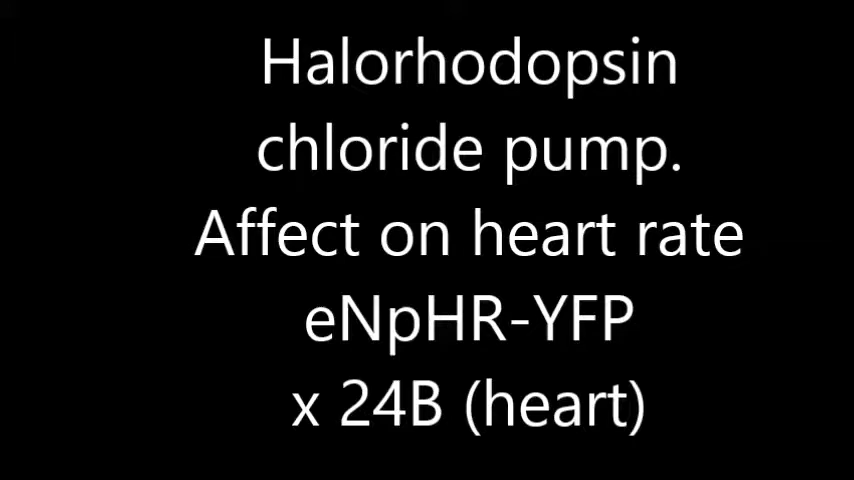 Halorhodopsin
chloride pump.
Affect on heart rate
eNpHR-YFP
x 24B (heart)